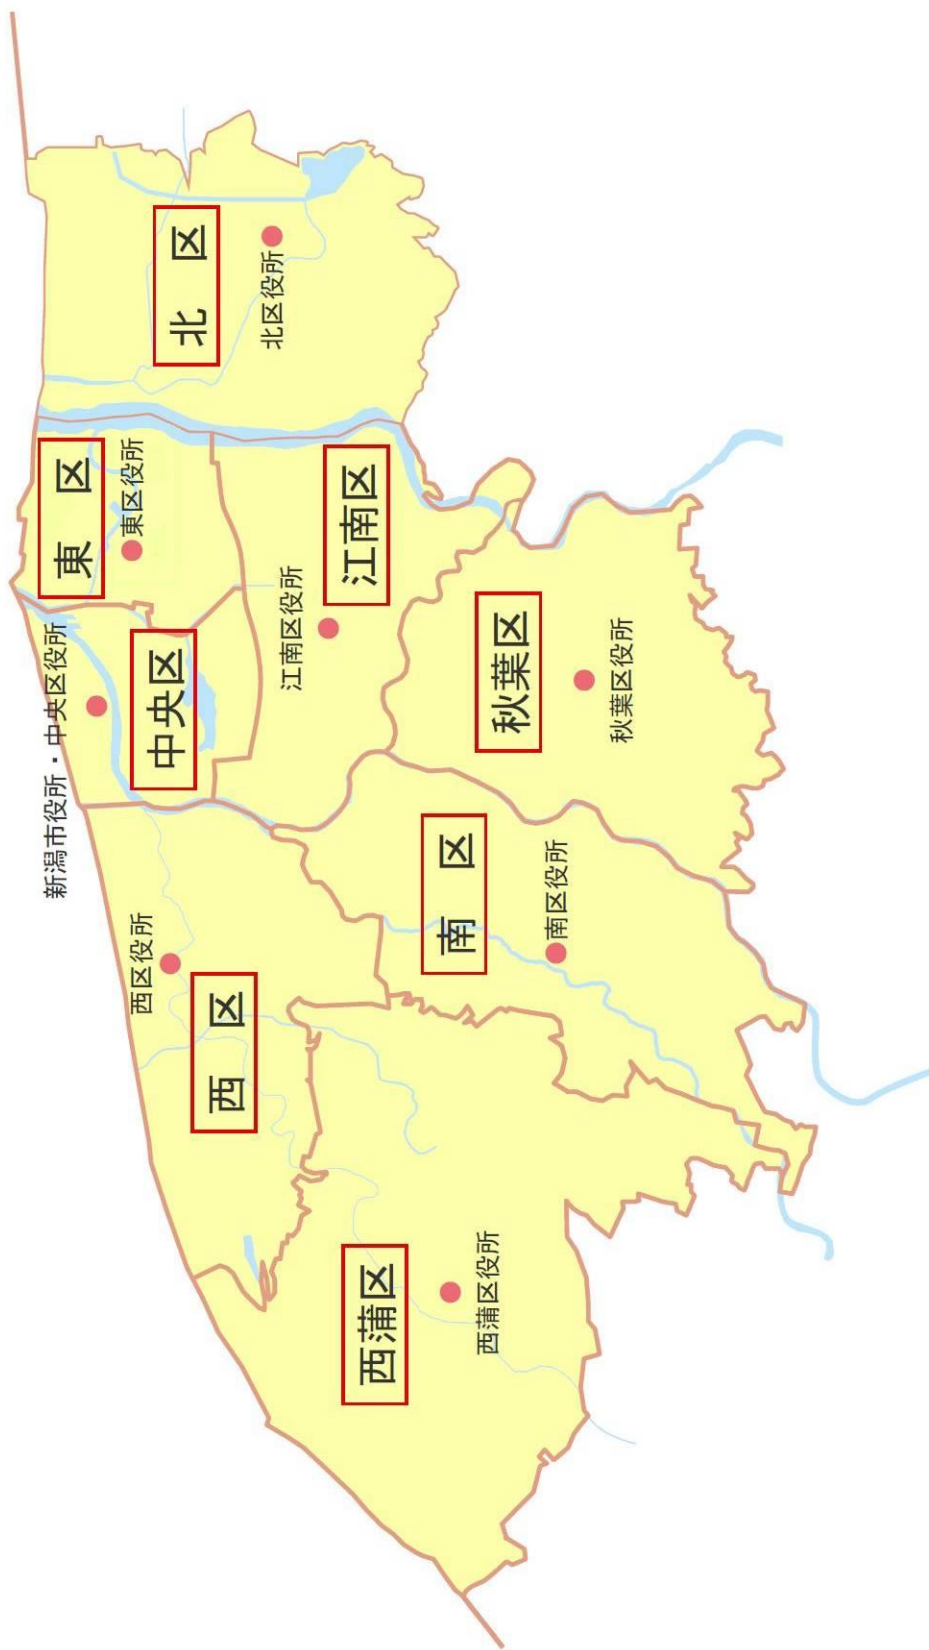 北　区
北区役所
東　区
東区役所
新潟市役所・中央区役所
中央区
江南区役所
江南区
秋葉区
秋葉区役所
南　区
南区役所
西区役所
西　区
西蒲区
西蒲区役所